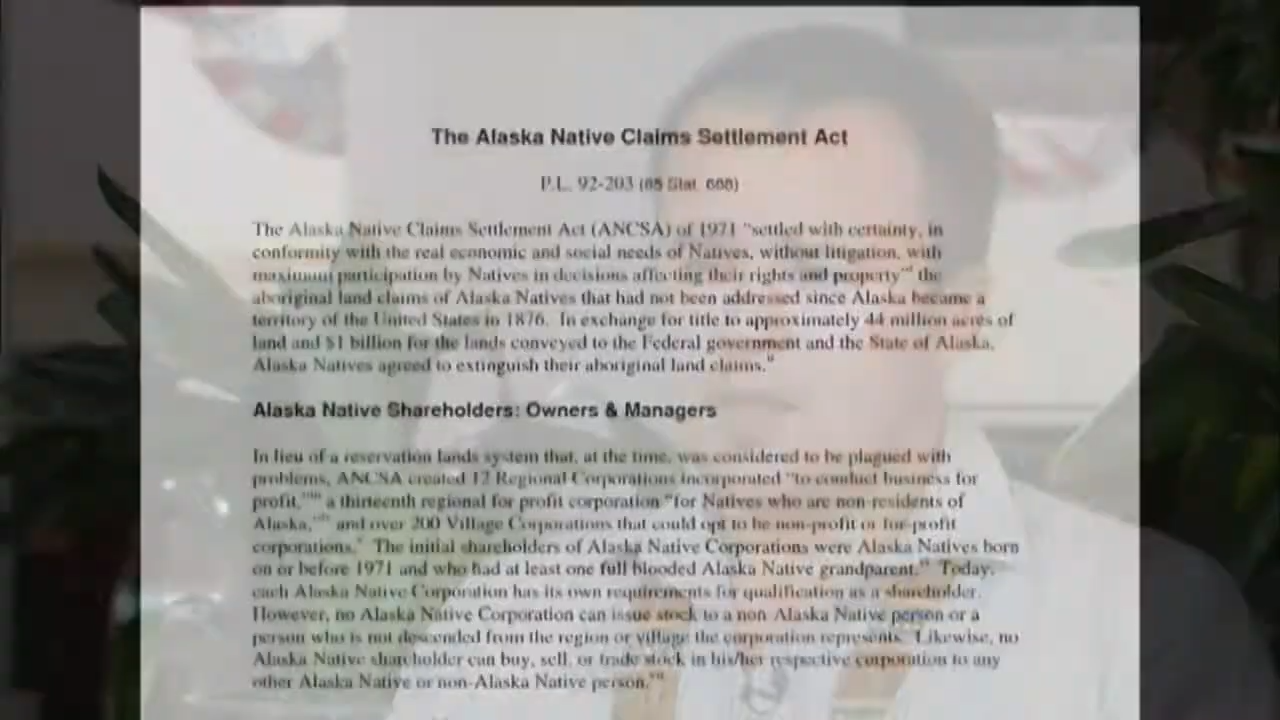 The Alaska Native Claims Settlement Act
P.L. 92-203 (85 Stat. 688)
The Alaska Native Claims Settlement Act (ANCSA) of 1971 "settled with certainty, in
conformity with the real economic and social needs of Natives, without litigation, with
maximum participation by Natives in decisions affecting their rights and property" the
aboriginal land claims of Alaska Natives that had not been addressed since Alaska became a
territory of the United States in 1876. In exchange for title to approximately 44 million acres of
land and $1 billion for the lands conveyed to the Federal government and the State of Alaska,
Alaska Natives agreed to extinguish their aboriginal land claims.
Alaska Native Shareholders: Owners & Managers
In lieu of a reservation lands system that, at the time, was considered to be plagued with
problems, ANCSA created 12 Regional Corporations incorporated "to conduct business for
profit," a thirteenth regional for profit corporation "for Natives who are non-residents of
Alaska," and over 200 Village Corporations that could opt to be non-profit or for-profit
corporations. The initial shareholders of Alaska Native Corporations were Alaska Natives born
on or before 1971 and who had at least one full blooded Alaska Native grandparent. Today,
each Alaska Native Corporation has its own requirements for qualification as a shareholder.
However, no Alaska Native Corporation can issue stock to a non Alaska Native person or a
person who is not descended from the region or village the corporation represents. Likewise, no
Alaska Native shareholder can buy, sell, or trade stock in his/her respective corporation to any
other Alaska Native or non-Alaska Native person.